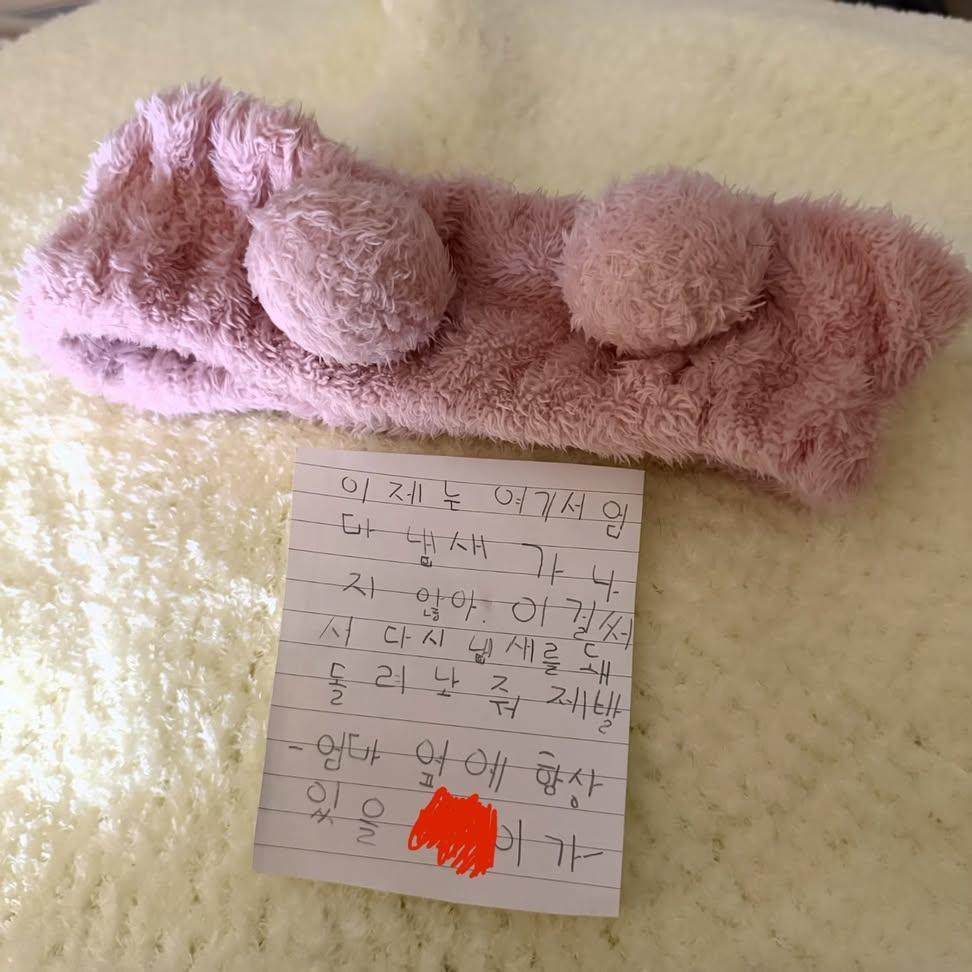 이제는 여기서 엄
마 냄새가 나
지 않아. 이걸써
서 다시 냄새를 돼
돌려 난 줘 제발
- 엄마 옆에 항상
있을 이가-